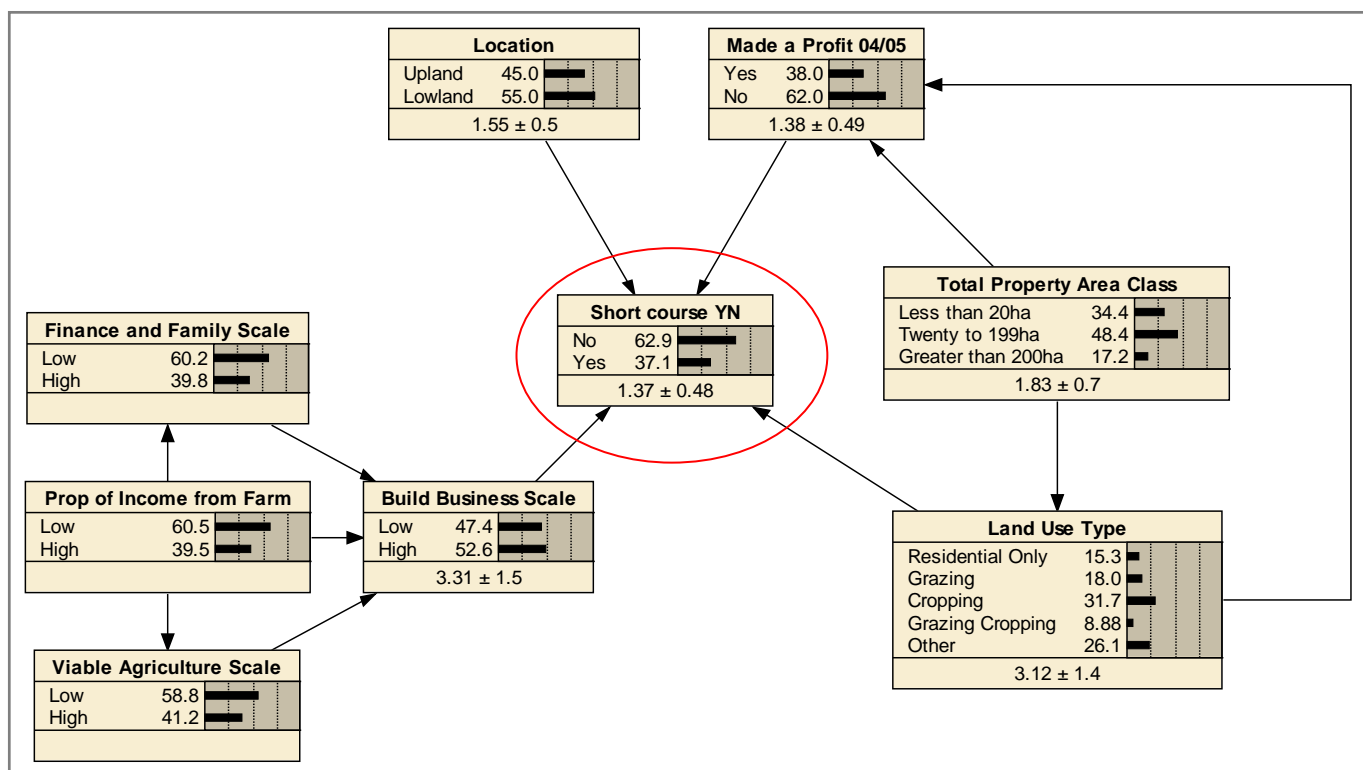 Location
Upland 45.0
Lowland 55.0
1.55 ± 0.5
Made a Profit 04/05
Yes 38.0
No 62.0
1.38 ± 0.49
Total Property Area Class
Less than 20ha 34.4
Twenty to 199ha 48.4
Greater than 200ha 17.2
1.83 ± 0.7
Short course YN
No 62.9
Yes 37.1
1.37 ± 0.48
Finance and Family Scale
Low 60.2
High 39.8
Prop of Income from Farm
Low 60.5
High 39.5
Build Business Scale
Low 47.4
High 52.6
3.31 ± 1.5
Land Use Type
Residential Only 15.3
Grazing 18.0
Cropping 31.7
Grazing Cropping 8.88
Other 26.1
3.12 ± 1.4
Viable Agriculture Scale
Low 58.8
High 41.2